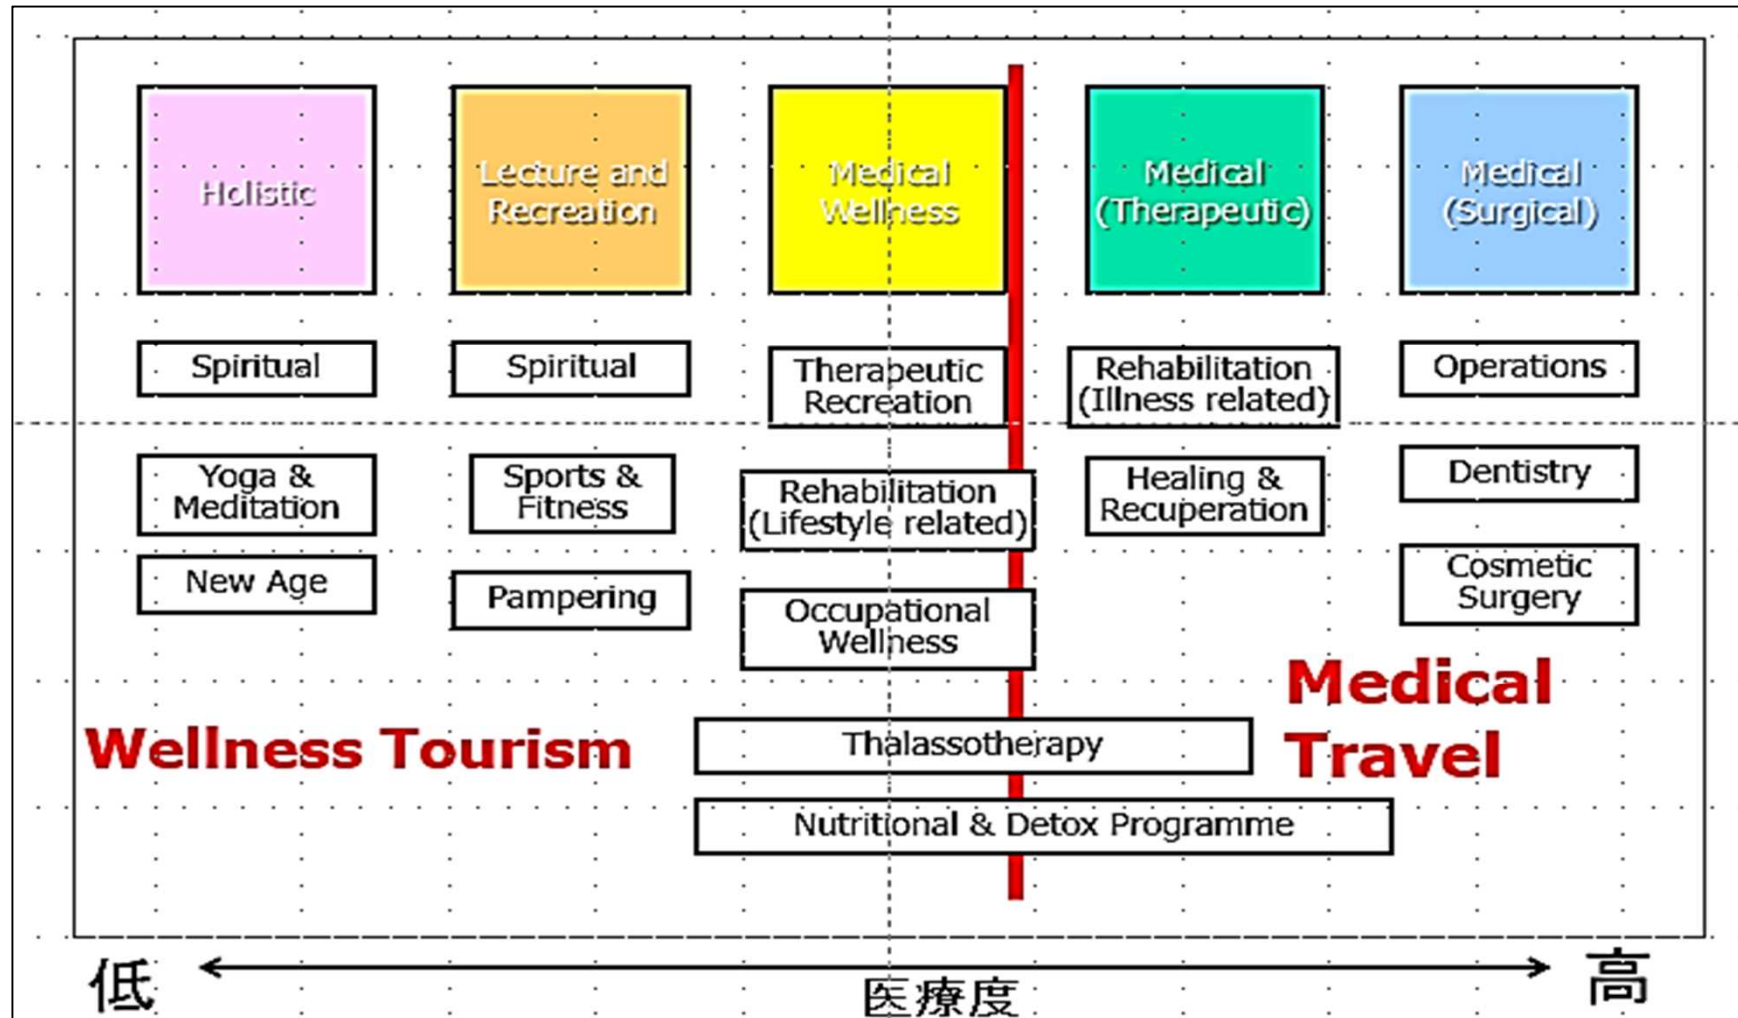 Holistic
Lecture and
Recreation
Medical
Wellness
Medical
(Therapeutic)
Medical
(Surgical)
Spiritual
Spiritual
Therapeutic
Recreation
Rehabilitation
(Illness related)
Operations
Yoga &
Meditation
Sports &
Fitness
Rehabilitation
(Lifestyle related)
Healing &
Recuperation
Dentistry
New Age
Pampering
Occupational
Wellness
Cosmetic
Surgery
Wellness Tourism
Medical
Travel
Thalassotherapy
Nutritional & Detox Programme
低
医療度
高